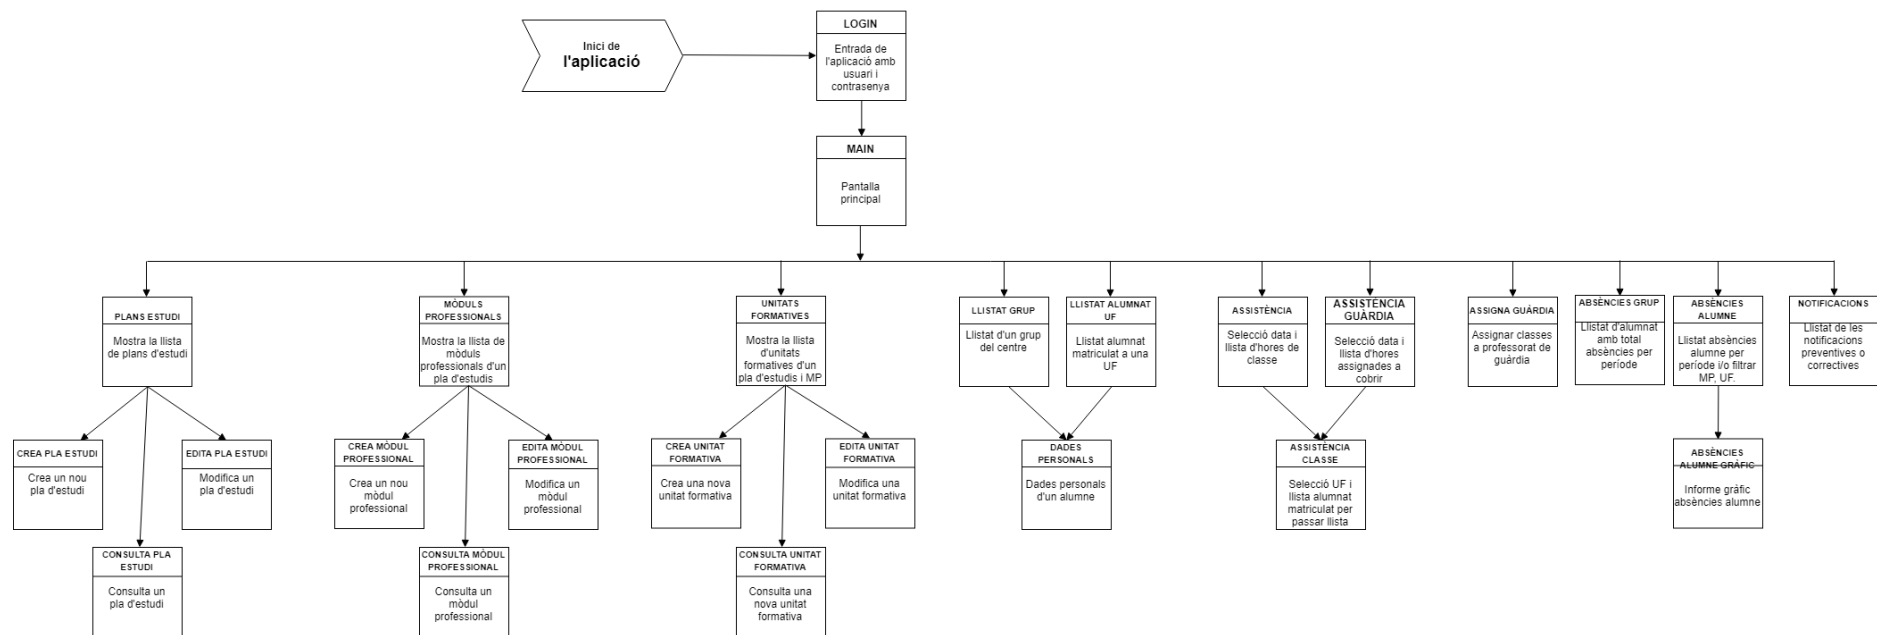 Inici de
l'aplicació
LOGIN
Entrada de
l'aplicació amb
usuari i
contrasenya
MAIN
Pantalla
principal
PLANS ESTUDI
Mostra la llista
de plans d'estudi
MÒDULS
PROFESSIONALS
Mostra la llista de
mòduls
professionals d'un
pla d'estudis
UNITATS
FORMATIVES
Mostra la llista
d'unitats
formatives d'un
pla d'estudis i MP
LLISTAT GRUP
Llistat d'un grup
del centre
LLISTAT ALUMNAT
UF
Llistat alumnat
matriculat a una
UF
ASSISTÈNCIA
Selecció data i
llista d'hores de
classe
ASSISTÈNCIA
GUÀRDIA
Selecció data i
llista d'hores
assignades a
cobrir
ASSIGNA GUÀRDIA
Assignar classes
a professorat de
guàrdia
ABSÈNCIES GRUP
Llistat d'alumnat
amb total
absències per
període
ABSÈNCIES
ALUMNE
Llistat absències
alumne per
període i/o filtrar
MP, UF.
NOTIFICACIONS
Llistat de les
notificacions
preventives o
correctives
CREA PLA ESTUDI
Crea un nou
pla d'estudi
EDITA PLA ESTUDI
Modifica un
pla d'estudi
CREA MÒDUL
PROFESSIONAL
Crea un nou
mòdul
professional
EDITA MÒDUL
PROFESSIONAL
Modifica un
mòdul
professional
CREA UNITAT
FORMATIVA
Crea una nova
unitat formativa
EDITA UNITAT
FORMATIVA
Modifica una
unitat formativa
DADES
PERSONALS
Dades personals
d'un alumne
ASSISTÈNCIA
CLASSE
Selecció UF i
llista alumnat
matriculat per
passar llista
ABSÈNCIES
ALUMNE GRÀFIC
Informe gràfic
absències alumne
CONSULTA PLA
ESTUDI
Consulta un
pla d'estudi
CONSULTA MÒDUL
PROFESSIONAL
Consulta un
mòdul
professional
CONSULTA UNITAT
FORMATIVA
Consulta una
nova unitat
formativa